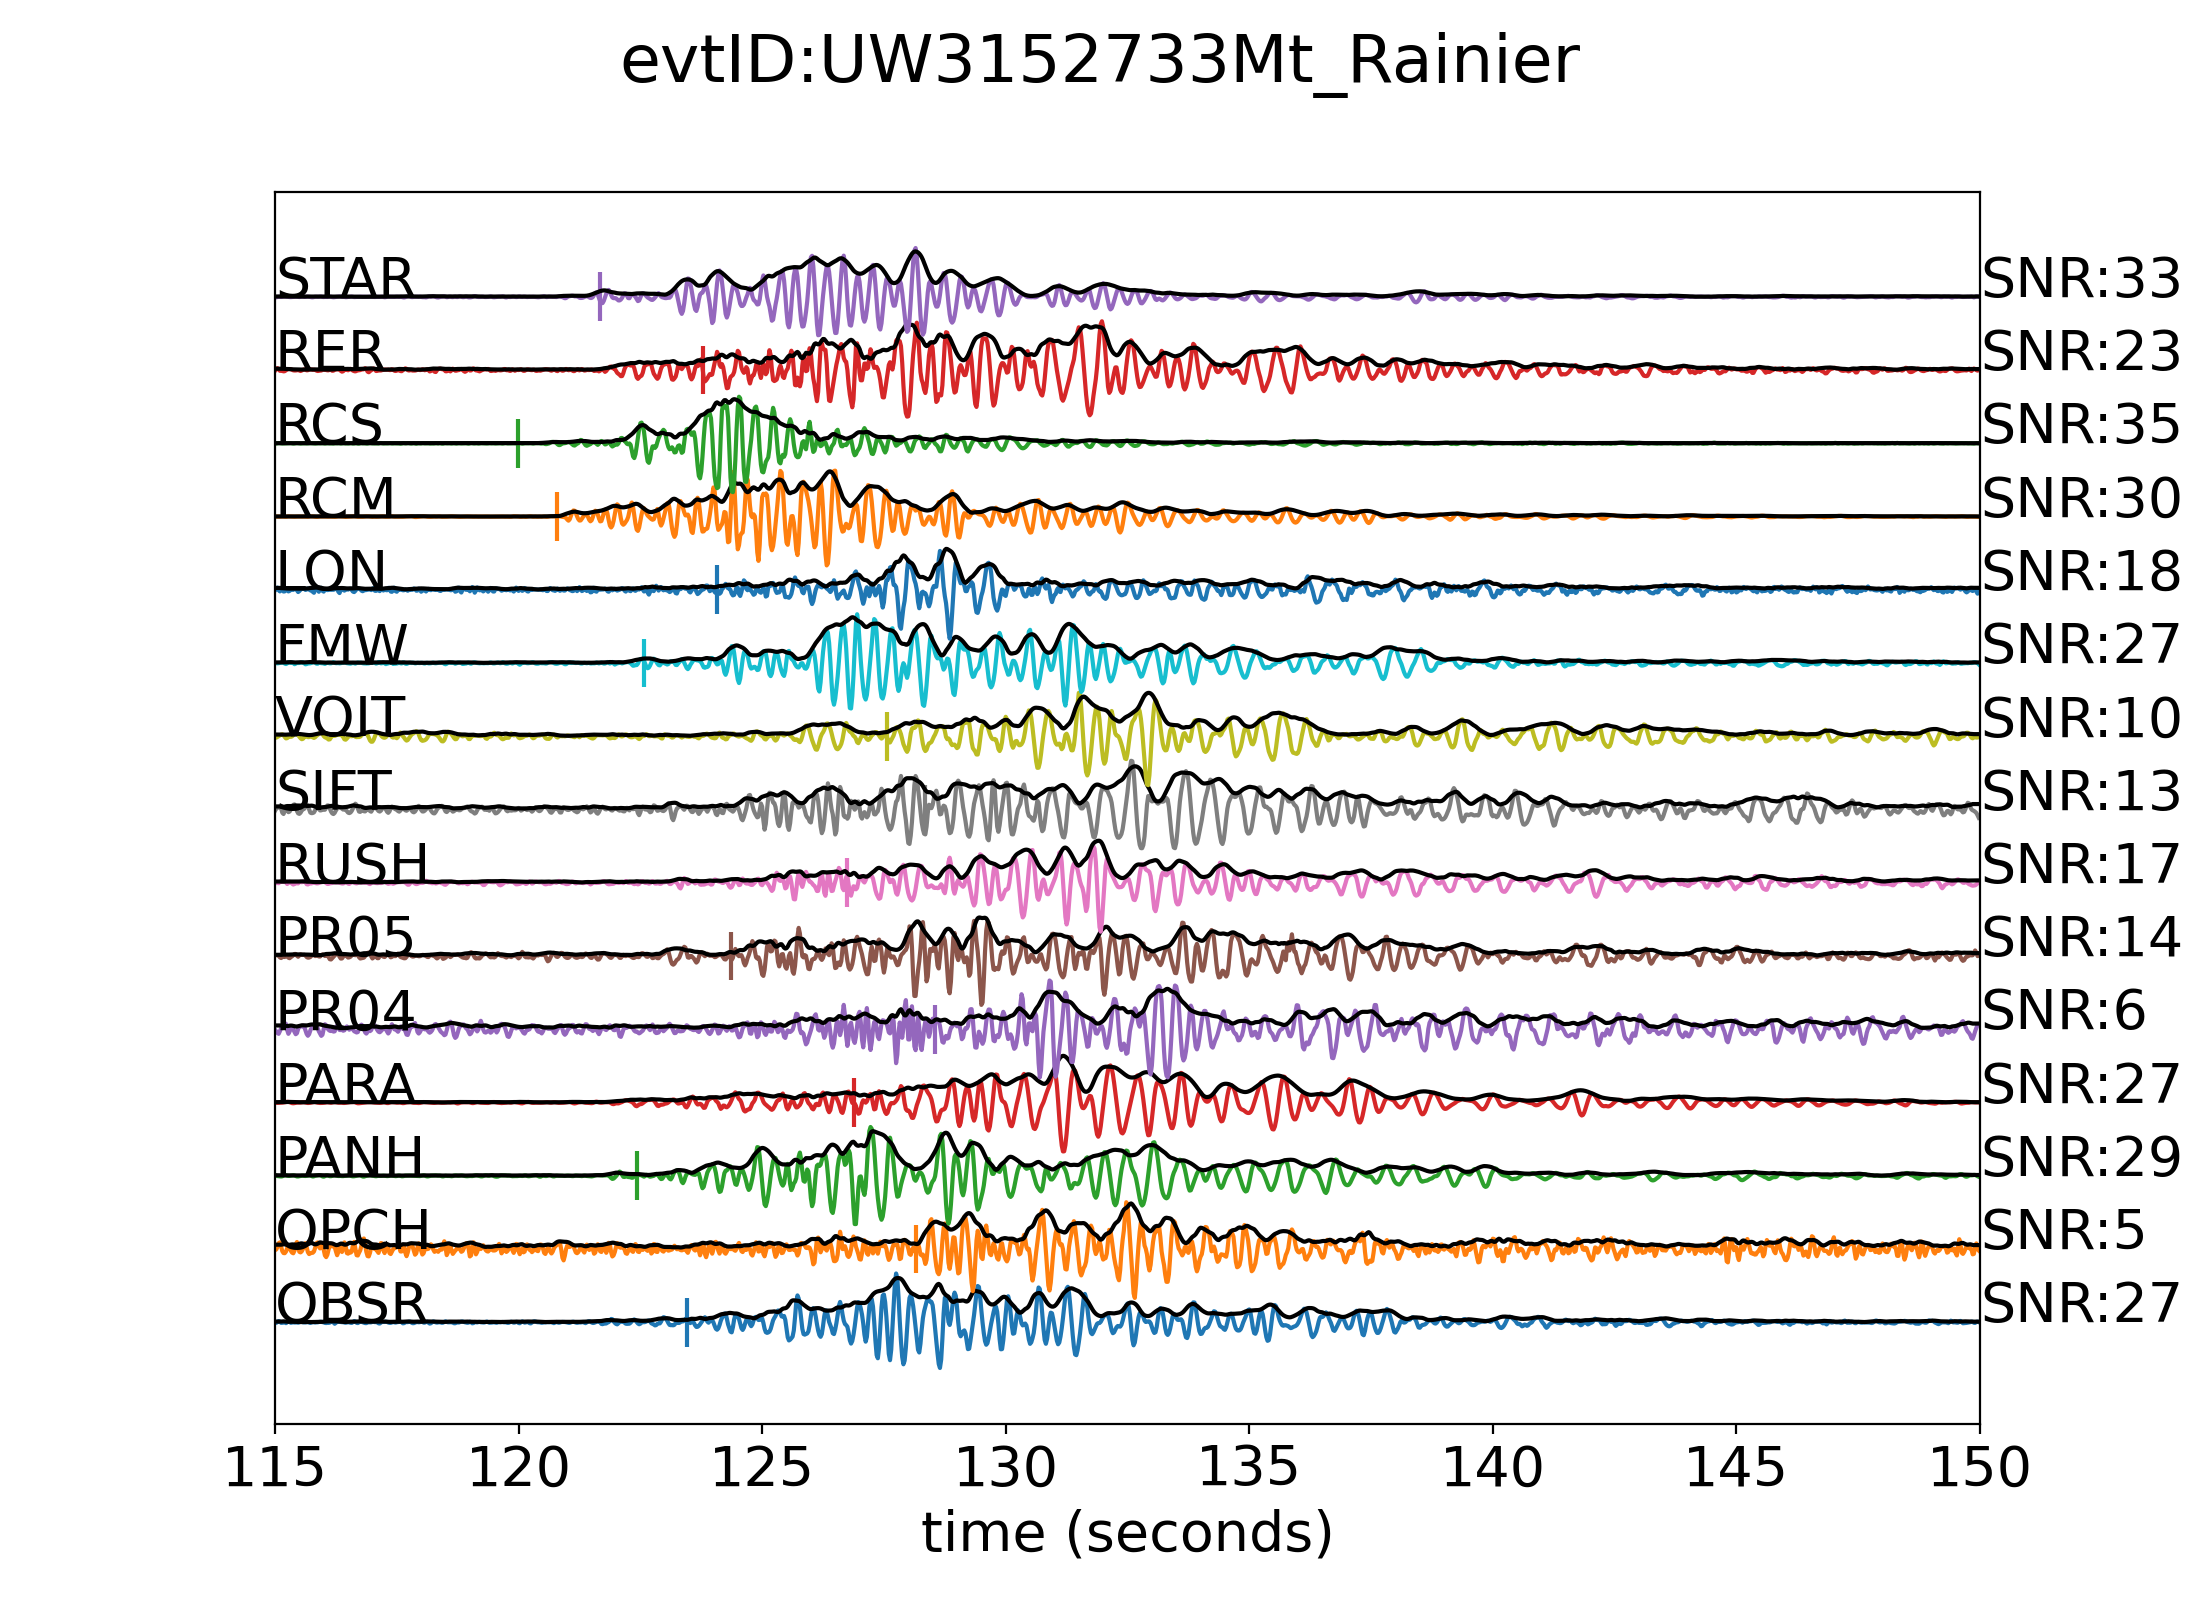 evtID:UW3152733Mt_Rainier
STAR SNR:33
RER SNR:23
RCS SNR:35
RCM SNR:30
LON SNR:18
FMW SNR:27
VOIT SNR:10
SIFT SNR:13
RUSH SNR:17
PR05 SNR:14
PR04 SNR:6
PARA SNR:27
PANH SNR:29
OPCH SNR:5
OBSR SNR:27
115 120 125 130 135 140 145 150
time (seconds)